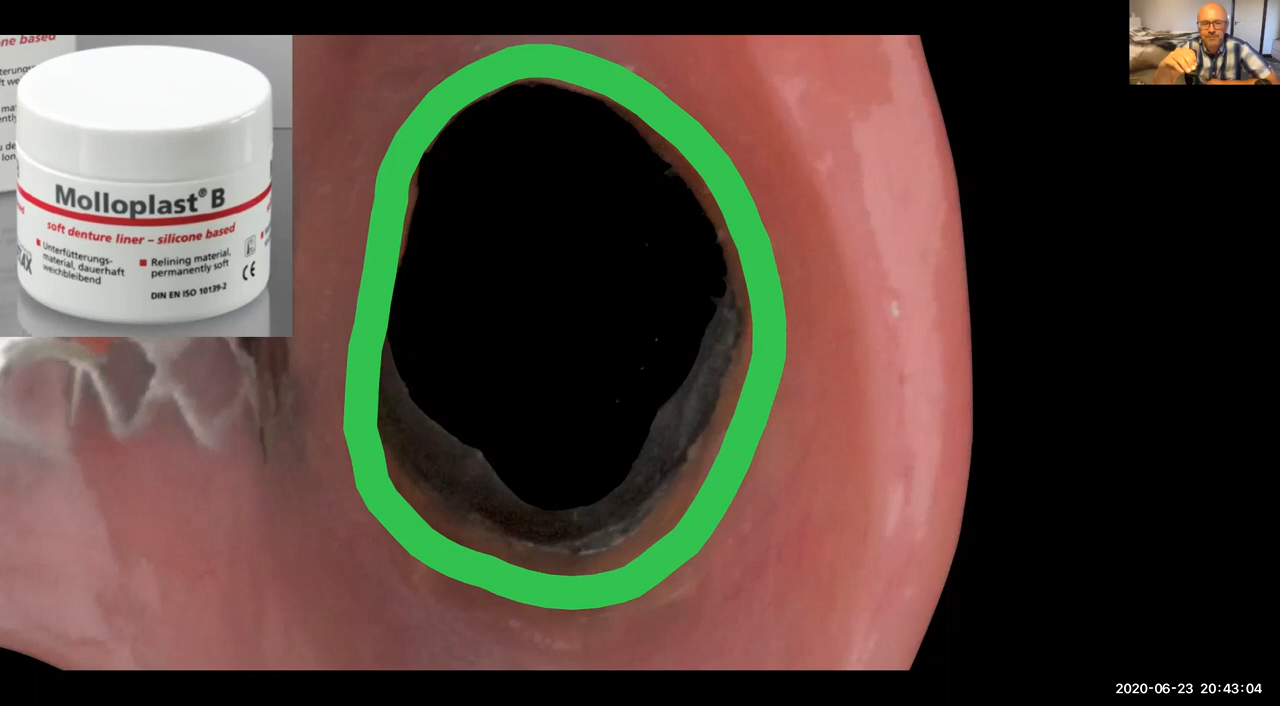 ne based
Molloplast® B
soft denture liner – silicone based
Unterfütterungs-
material, dauerhaft
weichbleibend
Relining material,
permanently soft
CE
DIN EN ISO 10139-2
2020-06-23 20:43:04